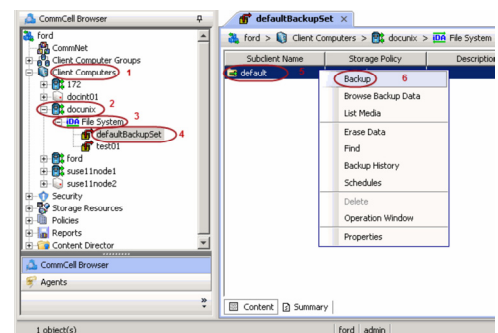 CommCell Browser
ford
CommNet
Client Computer Groups
Client Computers 1
172
docint01
docunix 2
iDA File System 3
defaultBackupSet 4
test01
ford
suse11node1
suse11node2
Security
Storage Resources
Policies
Reports
Content Director
CommCell Browser
Agents
1 object(s)
defaultBackupSet ×
ford > Client Computers > docunix > iDA File System
Subclient Name Storage Policy Description
default 5
Backup 6
Browse Backup Data
List Media
Erase Data
Find
Backup History
Schedules
Delete
Operation Window
Properties
Content Summary
ford admin